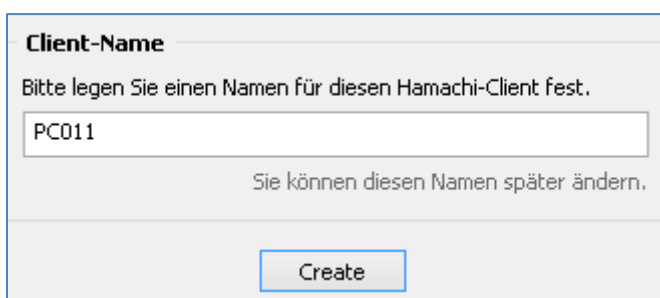 Client-Name
Bitte legen Sie einen Namen für diesen Hamachi-Client fest.
PC011
Sie können diesen Namen später ändern.
Create